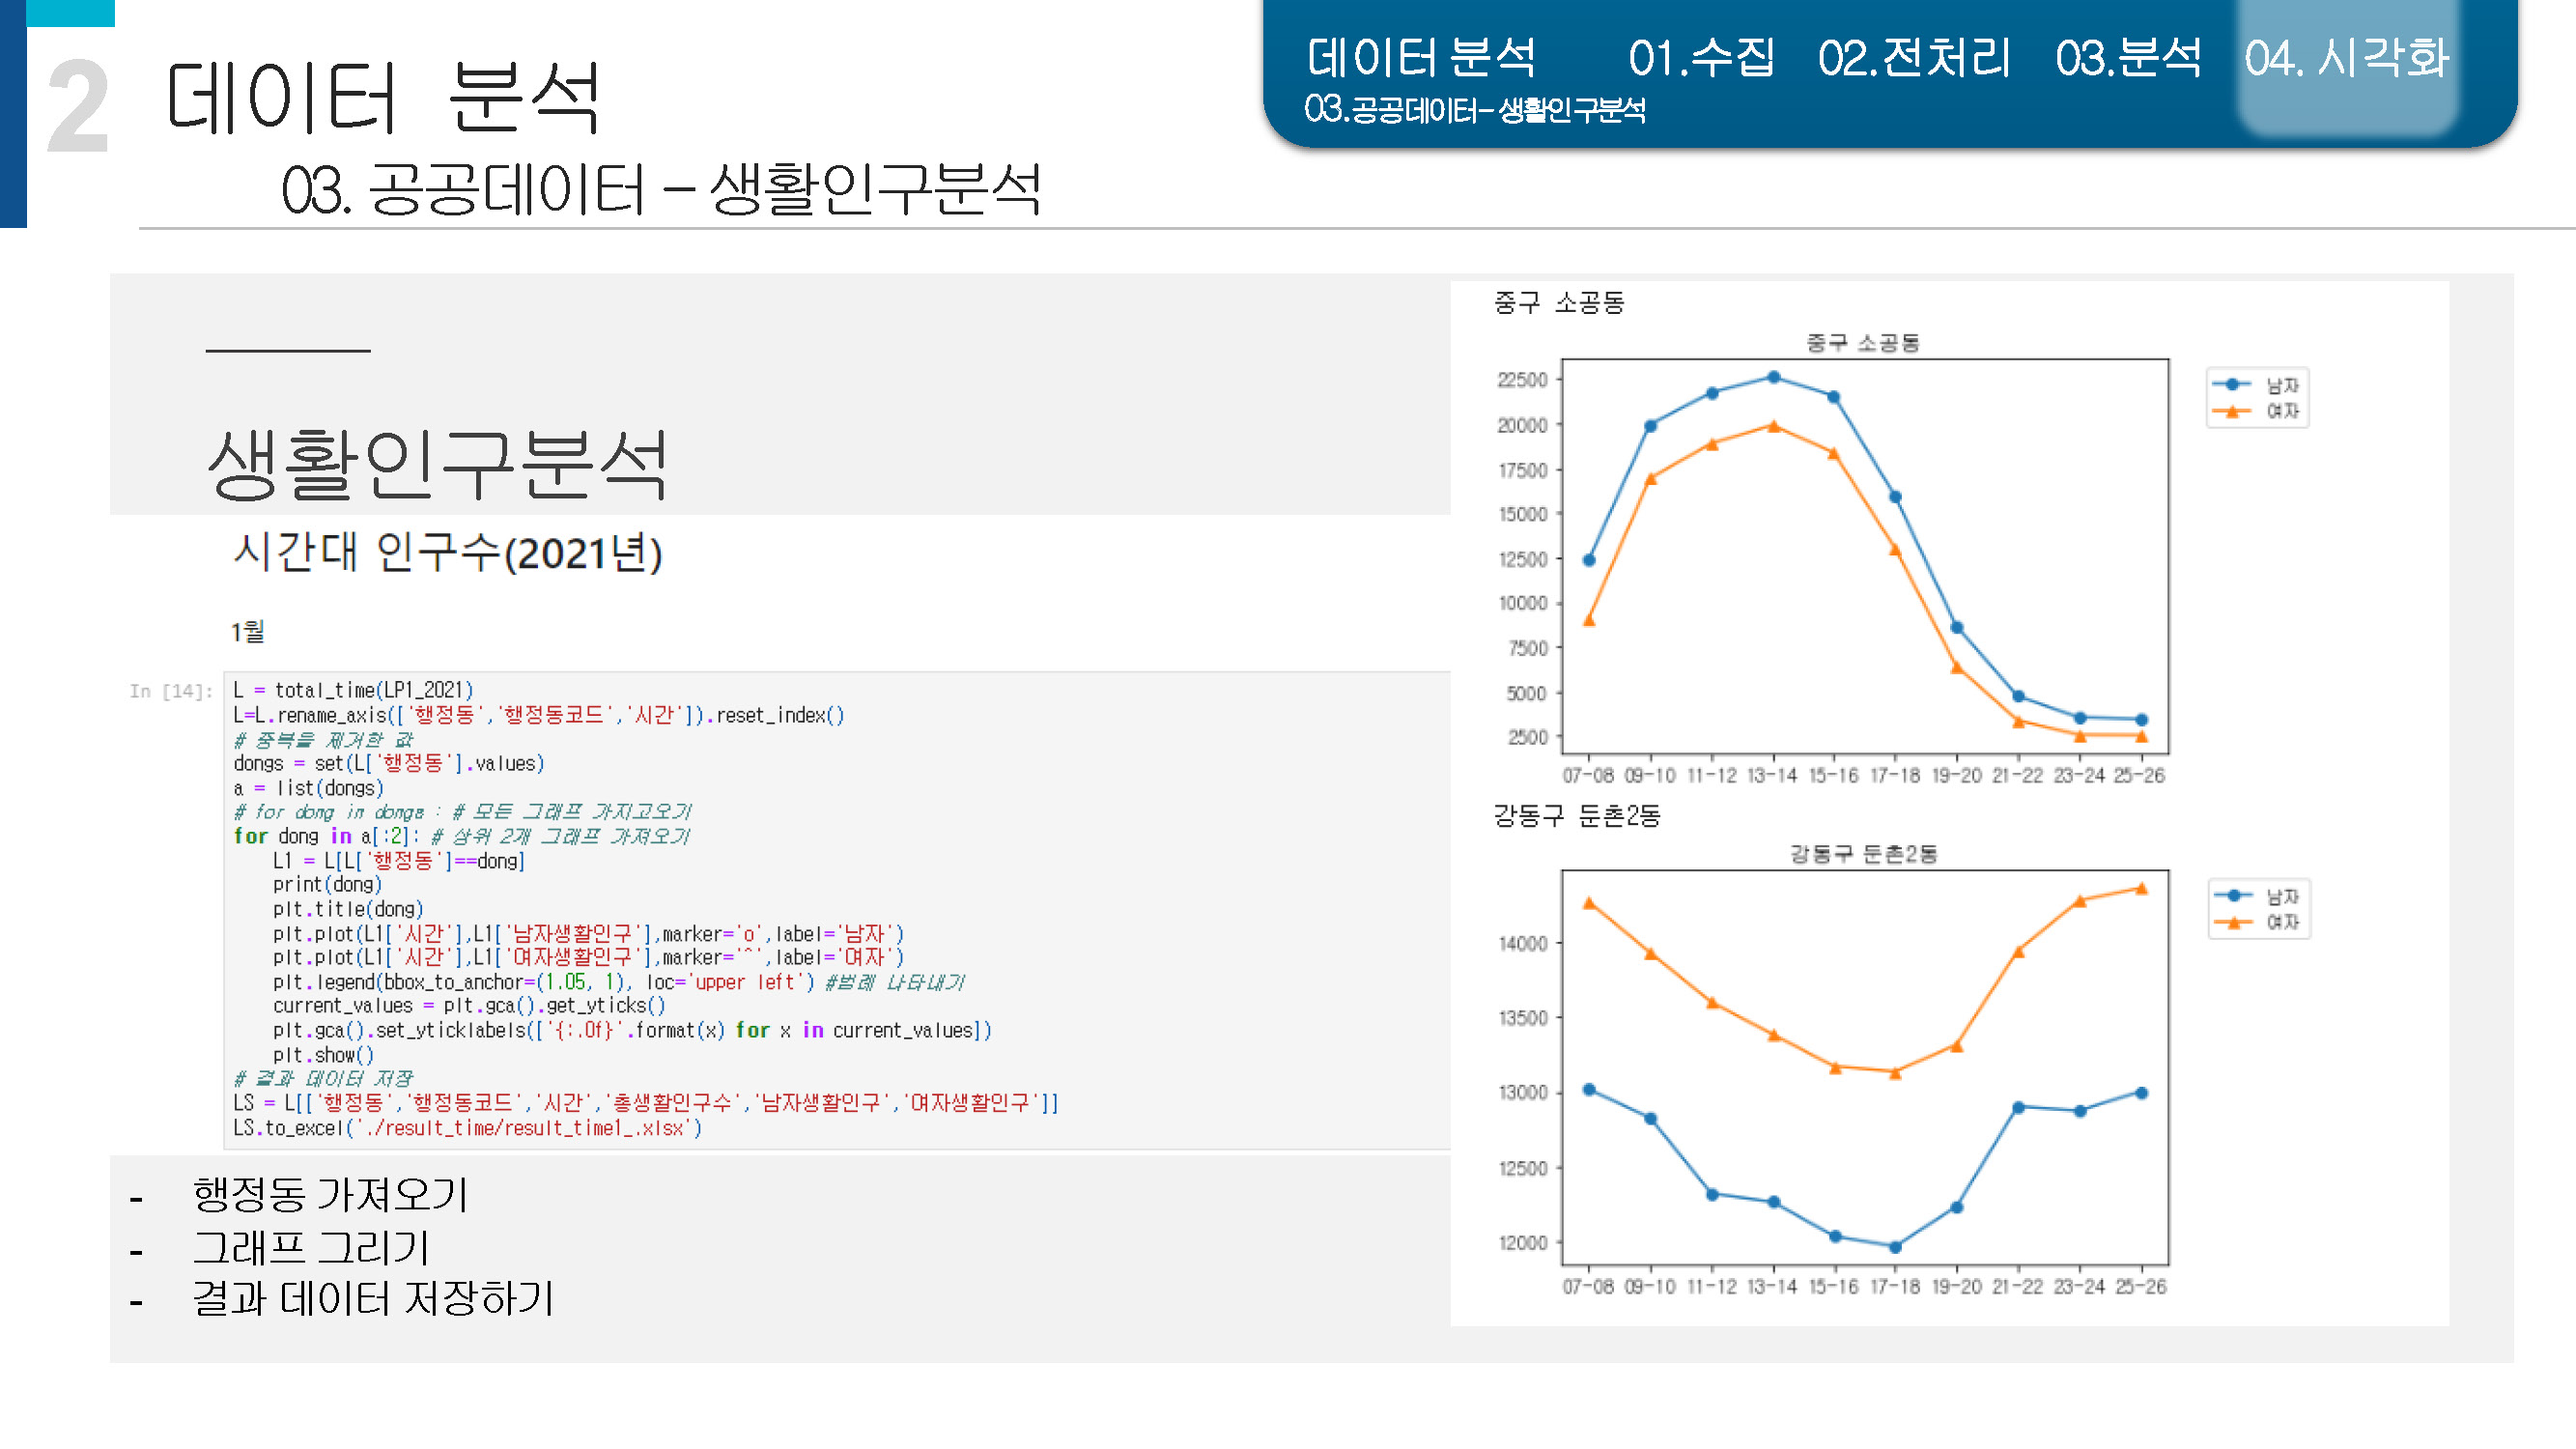 2
데이터 분석
03. 공공데이터 – 생활인구분석
데이터 분석 01.수집 02.전처리 03.분석 04. 시각화
03.공공데이터– 생활인구분석
생활인구분석
시간대 인구수(2021년)
1월
In [14]:
L = total_time(LP1_2021)
L=L.rename_axis(['행정동','행정동코드','시간']).reset_index()
# 중복을 제거한 값
dongs = set(L['행정동'].values)
a = list(dongs)
# for dong in dongs : # 모든 그래프 가지고오기
for dong in a[:2]: # 상위 2개 그래프 가져오기
L1 = L[L['행정동']==dong]
print(dong)
plt.title(dong)
plt.plot(L1['시간'],L1['남자생활인구'],marker='o',label='남자')
plt.plot(L1['시간'],L1['여자생활인구'],marker='^',label='여자')
plt.legend(bbox_to_anchor=(1.05, 1), loc='upper left') #범례 나타내기
current_values = plt.gca().get_yticks()
plt.gca().set_yticklabels(['{:.0f}'.format(x) for x in current_values])
plt.show()
# 결과 데이터 저장
LS = L[['행정동','행정동코드','시간','총생활인구수','남자생활인구','여자생활인구']]
LS.to_excel('./result_time/result_time1_.xlsx')
- 행정동 가져오기
- 그래프 그리기
- 결과 데이터 저장하기
중구 소공동
중구 소공동
22500
20000
17500
15000
12500
10000
7500
5000
2500
07-08 09-10 11-12 13-14 15-16 17-18 19-20 21-22 23-24 25-26
남자
여자
강동구 둔촌2동
강동구 둔촌2동
14000
13500
13000
12500
12000
07-08 09-10 11-12 13-14 15-16 17-18 19-20 21-22 23-24 25-26
남자
여자